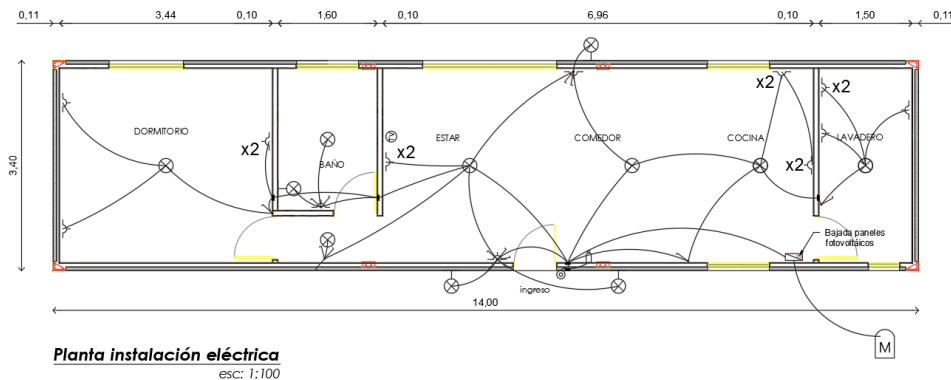 0,11 3,44 0,10 1,60 0,10 6,96 0,10 1,50 0,11
3,40
DORMITORIO
x2
BAÑO
x2
ESTAR
COMEDOR
COCINA
x2
x2
x2
LAVADERO
Bajada paneles
fotovoltáicos
ingreso
14,00
M
Planta instalación eléctrica
esc: 1:100